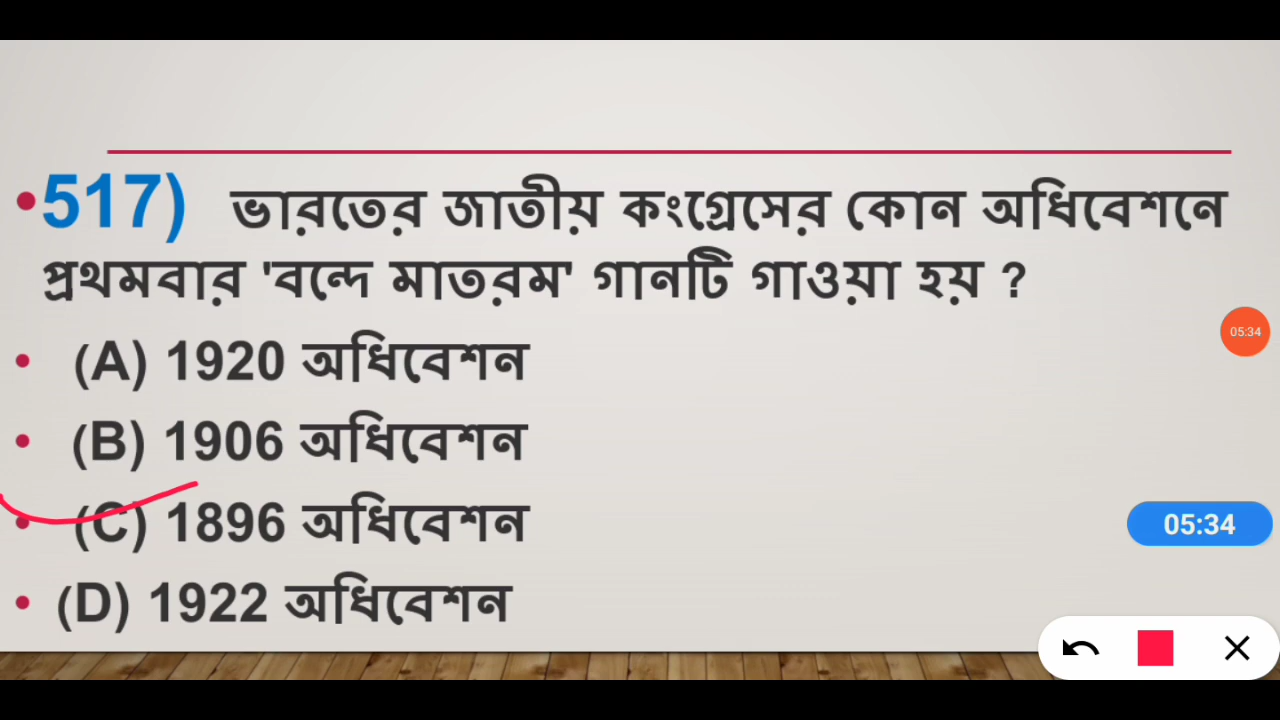 •517) ভারতের জাতীয় কংগ্রেসের কোন অধিবেশনে
প্রথমবার 'বন্দে মাতরম' গানটি গাওয়া হয় ?
• (A) 1920 অধিবেশন
• (B) 1906 অধিবেশন
• (C) 1896 অধিবেশন
• (D) 1922 অধিবেশন
05:34
05:34